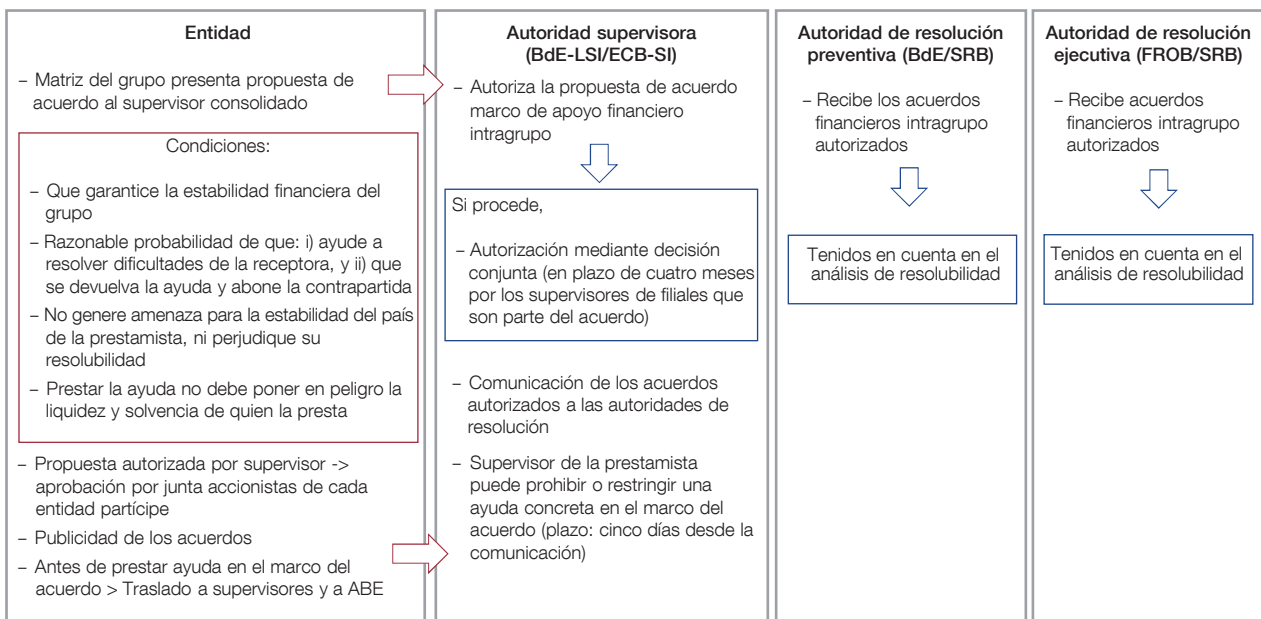 Entidad
– Matriz del grupo presenta propuesta de
acuerdo al supervisor consolidado
Condiciones:
– Que garantice la estabilidad financiera del
grupo
– Razonable probabilidad de que: i) ayude a
resolver dificultades de la receptora, y ii) que
se devuelva la ayuda y abone la contrapartida
– No genere amenaza para la estabilidad del país
de la prestamista, ni perjudique su
resolubilidad
– Prestar la ayuda no debe poner en peligro la
liquidez y solvencia de quien la presta
– Propuesta autorizada por supervisor ->
aprobación por junta accionistas de cada
entidad partícipe
– Publicidad de los acuerdos
– Antes de prestar ayuda en el marco del
acuerdo > Traslado a supervisores y a ABE
Autoridad supervisora
(BdE-LSI/ECB-SI)
– Autoriza la propuesta de acuerdo
marco de apoyo financiero
intragrupo
Si procede,
– Autorización mediante decisión
conjunta (en plazo de cuatro meses
por los supervisores de filiales que
son parte del acuerdo)
– Comunicación de los acuerdos
autorizados a las autoridades de
resolución
– Supervisor de la prestamista
puede prohibir o restringir una
ayuda concreta en el marco del
acuerdo (plazo: cinco días desde la
comunicación)
Autoridad de resolución
preventiva (BdE/SRB)
– Recibe los acuerdos
financieros intragrupo
autorizados
Tenidos en cuenta en el
análisis de resolubilidad
Autoridad de resolución
ejecutiva (FROB/SRB)
– Recibe acuerdos
financieros intragrupo
autorizados
Tenidos en cuenta en el
análisis de resolubilidad